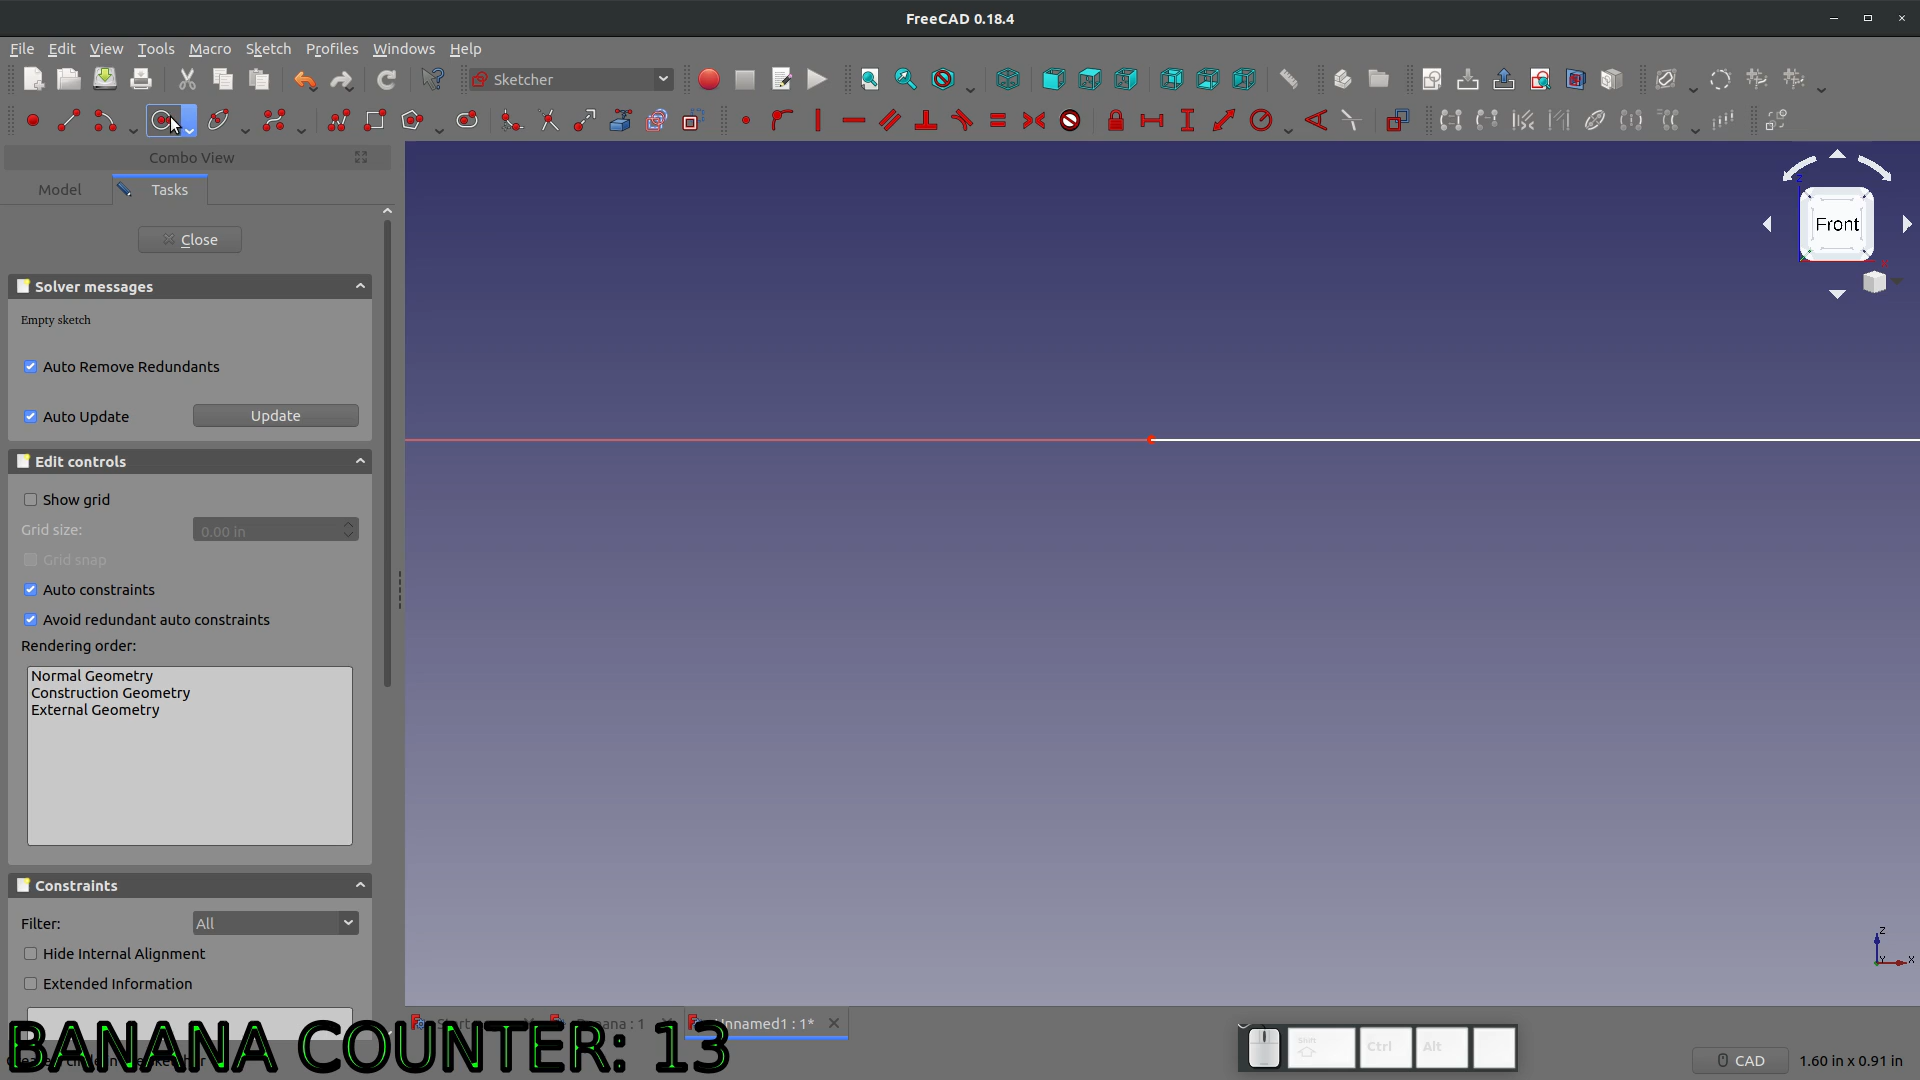 FreeCAD 0.18.4
File Edit View Tools Macro Sketch Profiles Windows Help
Sketcher
Combo View
Model Tasks
Close
Solver messages
Empty sketch
Auto Remove Redundants
Auto Update Update
Edit controls
Show grid
Grid size: 0.00 in
Grid snap
Auto constraints
Avoid redundant auto constraints
Rendering order:
Normal Geometry
Construction Geometry
External Geometry
Constraints
Filter: All
Hide Internal Alignment
Extended Information
Front
Z
X
Y
Unnamed1 : 1*
BANANA COUNTER: 13
Shift Ctrl Alt
CAD 1.60 in x 0.91 in